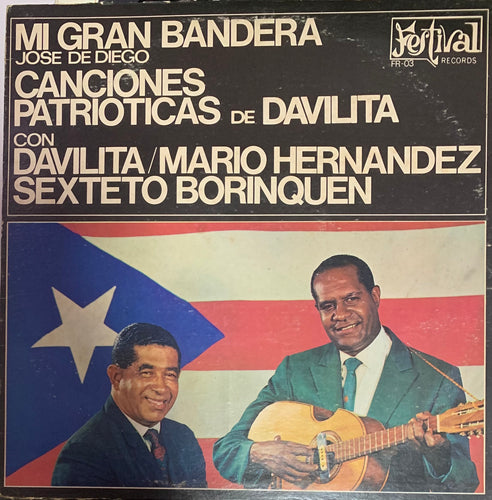 MI GRAN BANDERA
JOSE DE DIEGO
CANCIONES
PATRIOTICAS DE DAVILITA
CON
DAVILITA/MARIO HERNANDEZ
SEXTETO BORINQUEN
Festival
FR-03 RECORDS